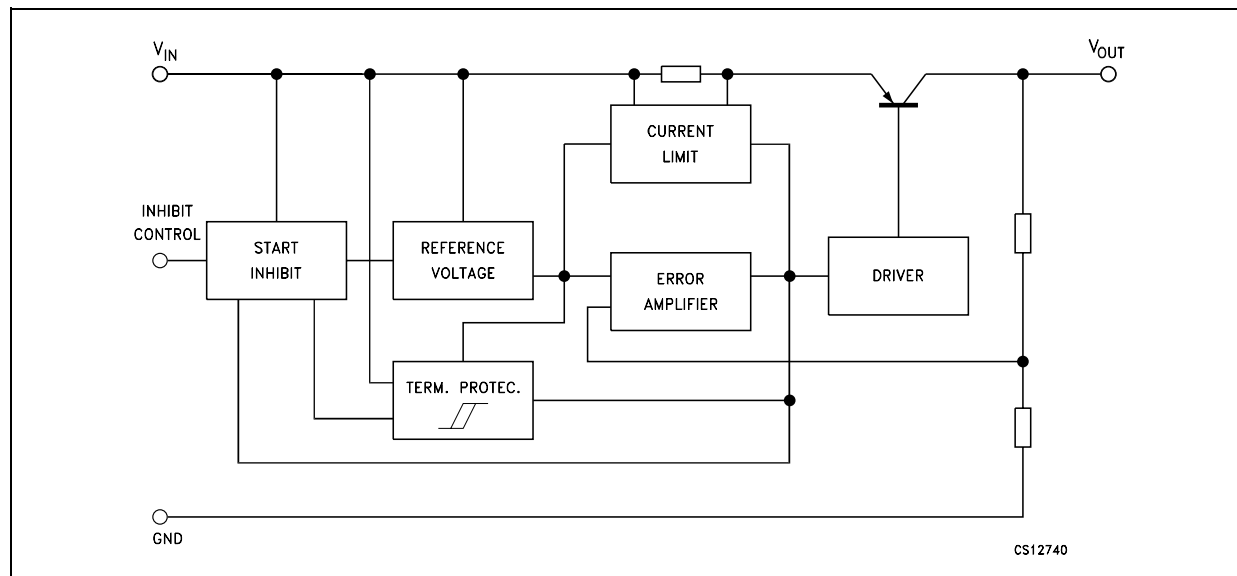 VIN
VOUT
CURRENT
LIMIT
INHIBIT
CONTROL
START
INHIBIT
REFERENCE
VOLTAGE
ERROR
AMPLIFIER
DRIVER
TERM. PROTEC.
GND
CS12740